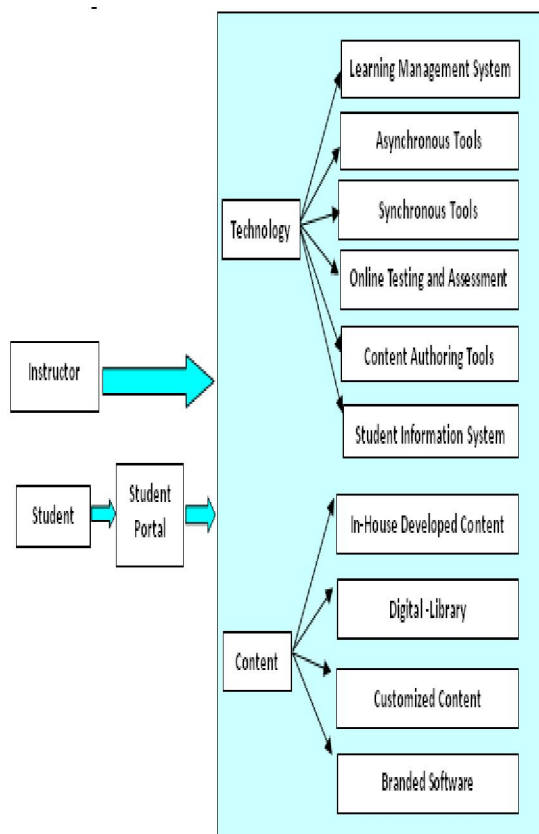 Learning Management System
Asynchronous Tools
Synchronous Tools
Technology
Online Testing and Assessment
Content Authoring Tools
Instructor
Student Information System
Student
Student
Portal
In-House Developed Content
Digital -Library
Content
Customized Content
Branded Software